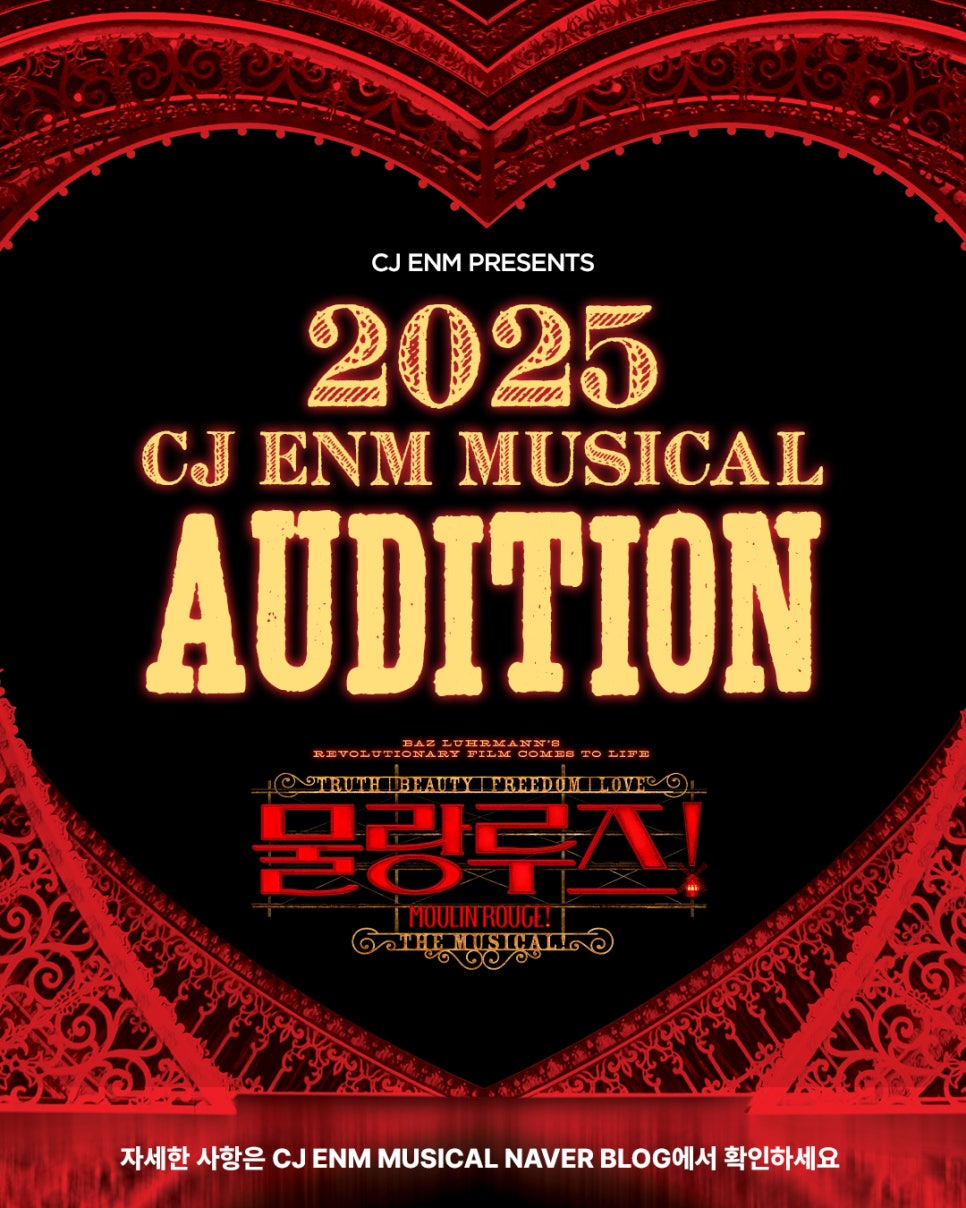 CJ ENM PRESENTS
2025
CJ ENM MUSICAL
AUDITION
BAZ LUHRMANN'S
REVOLUTIONARY FILM COMES TO LIFE
TRUTH | BEAUTY | FREEDOM | LOVE
물랑루즈!
MOULIN ROUGE!
THE MUSICAL!
자세한 사항은 CJ ENM MUSICAL NAVER BLOG에서 확인하세요